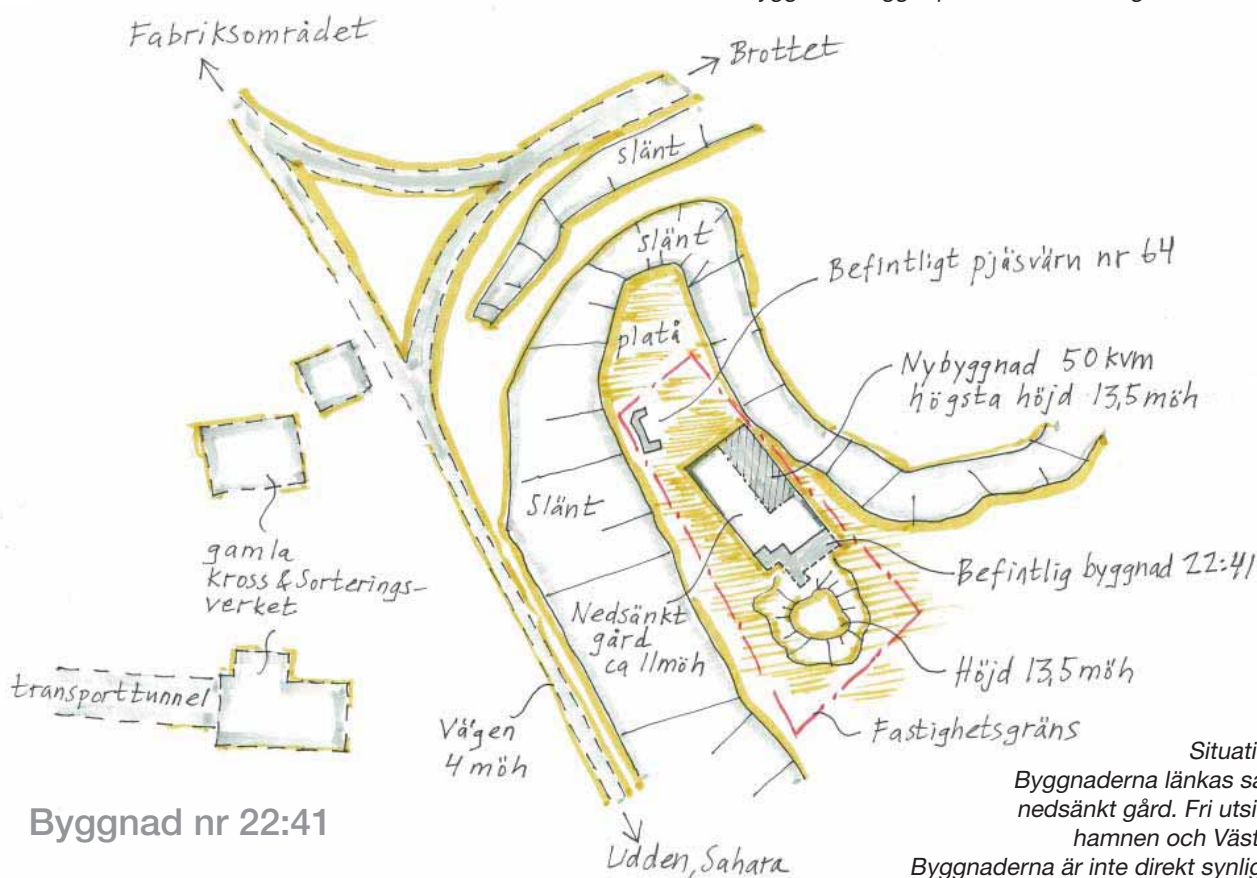 Fabriksområdet
Brottet
slänt
slänt
Befintligt pjäsvärn nr 64
platå
Nybyggnad 50 kvm
högsta höjd 13,5 möh
Slänt
gamla
kross & Sorterings-
verket
Befintlig byggnad 22:41
Nedsänkt
gård
ca 11möh
Höjd 13,5 möh
transporttunnel
Vägen
4 möh
Fastighetsgräns
Byggnad nr 22:41
Udden, Sahara
Situati
Byggnaderna länkas sa
nedsänkt gård. Fri utsi
hamnen och Väst
Byggnaderna är inte direkt synlig